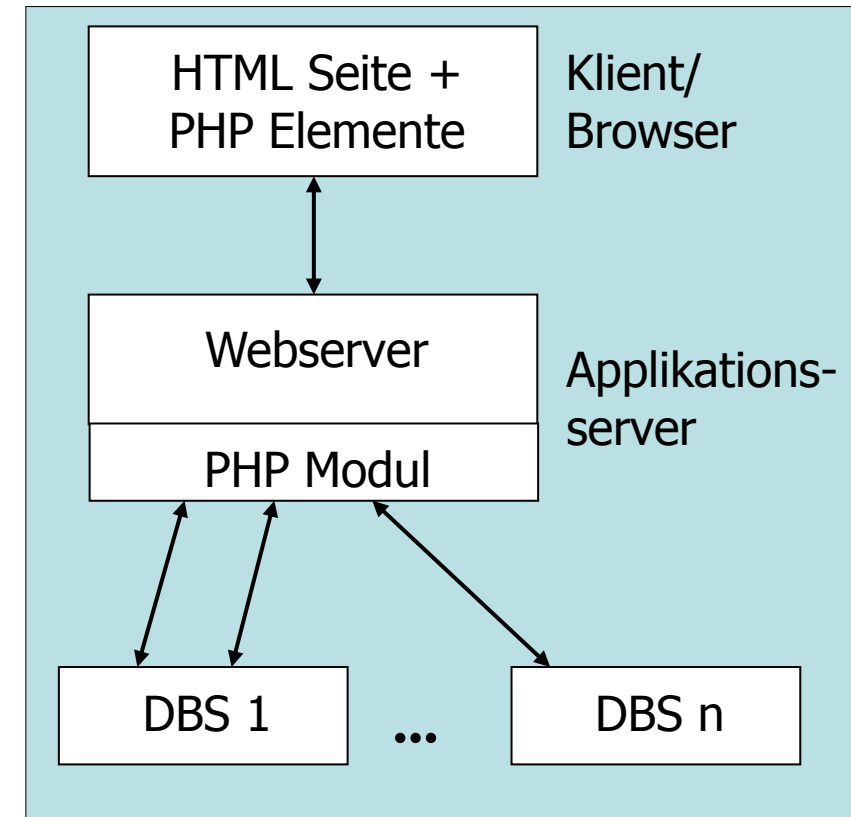 HTML Seite +
PHP Elemente
Klient/
Browser
Webserver
Applikations-
server
PHP Modul
DBS 1
...
DBS n